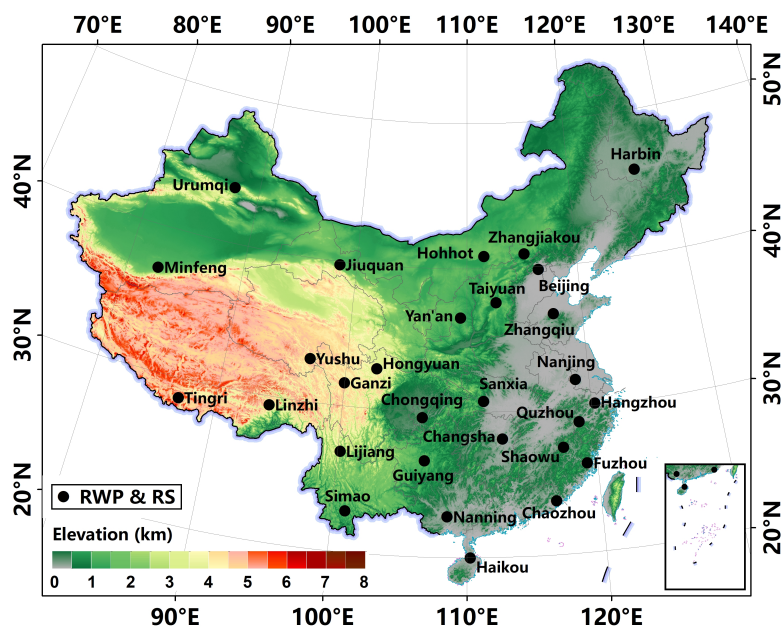 70°E 80°E 90°E 100°E 110°E 120°E 130°E 140°E
50°N
40°N
30°N
20°N
40°N
30°N
20°N
Harbin
Urumqi
Zhangjiakou
Hohhot
Minfeng
Jiuquan
Beijing
Taiyuan
Yan'an
Zhangqiu
Yushu
Hongyuan
Nanjing
Ganzi
Sanxia
Tingri
Linzhi
Chongqing
Hangzhou
Quzhou
Changsha
Lijiang
Shaowu
Guiyang
Fuzhou
Simao
Nanning
Chaozhou
Haikou
RWP & RS
Elevation (km)
0 1 2 3 4 5 6 7 8
90°E 100°E 110°E 120°E